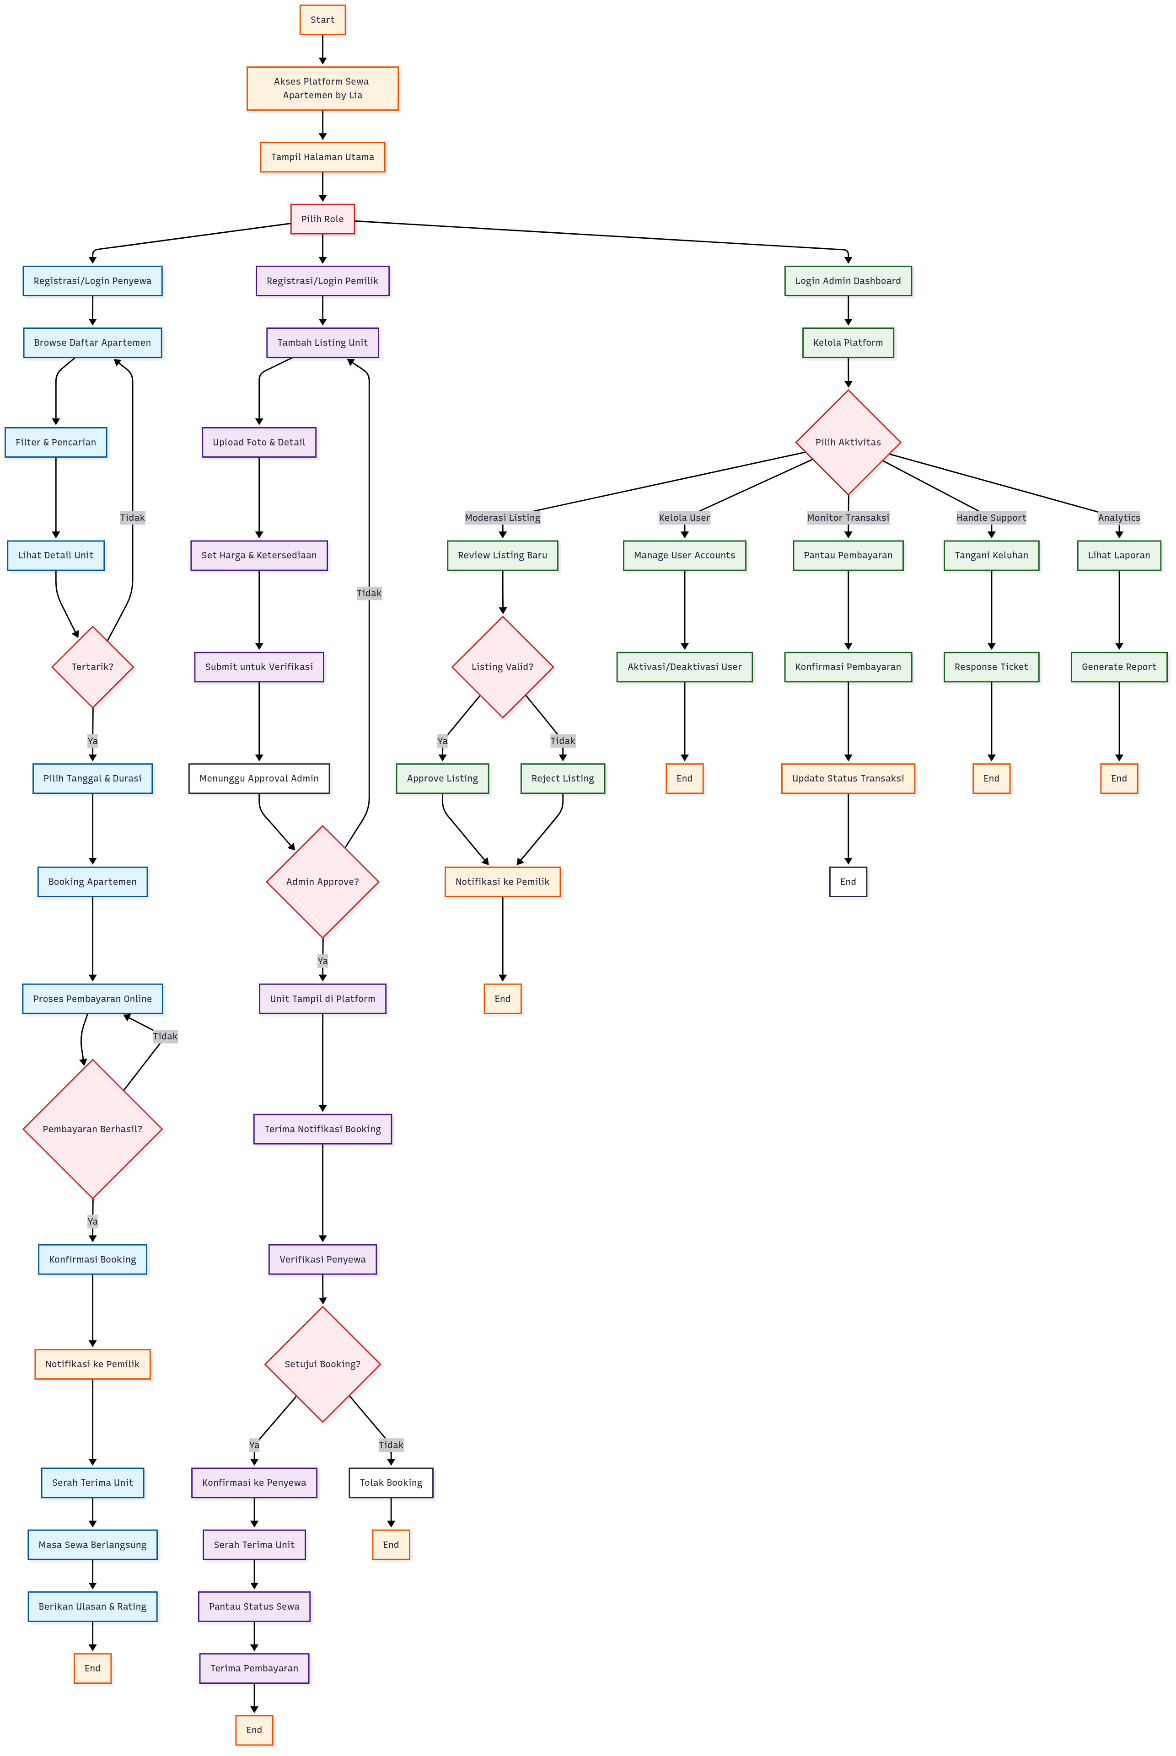 Start
Akses Platform Sewa
Apartemen by Lia
Tampil Halaman Utama
Pilih Role
Registrasi/Login Penyewa
Registrasi/Login Pemilik
Login Admin Dashboard
Browse Daftar Apartemen
Tambah Listing Unit
Kelola Platform
Filter & Pencarian
Upload Foto & Detail
Pilih Aktivitas
Tidak
Moderasi Listing
Kelola User
Monitor Transaksi
Handle Support
Analytics
Lihat Detail Unit
Set Harga & Ketersediaan
Review Listing Baru
Manage User Accounts
Pantau Pembayaran
Tangani Keluhan
Lihat Laporan
Tidak
Tertarik?
Submit untuk Verifikasi
Listing Valid?
Aktivasi/Deaktivasi User
Konfirmasi Pembayaran
Response Ticket
Generate Report
Ya
Ya
Tidak
Pilih Tanggal & Durasi
Menunggu Approval Admin
Approve Listing
Reject Listing
End
Update Status Transaksi
End
End
Booking Apartemen
Admin Approve?
Notifikasi ke Pemilik
End
Ya
Proses Pembayaran Online
Unit Tampil di Platform
End
Tidak
Pembayaran Berhasil?
Terima Notifikasi Booking
Ya
Konfirmasi Booking
Verifikasi Penyewa
Notifikasi ke Pemilik
Setujui Booking?
Ya
Tidak
Serah Terima Unit
Konfirmasi ke Penyewa
Tolak Booking
Masa Sewa Berlangsung
Serah Terima Unit
End
Berikan Ulasan & Rating
Pantau Status Sewa
End
Terima Pembayaran
End